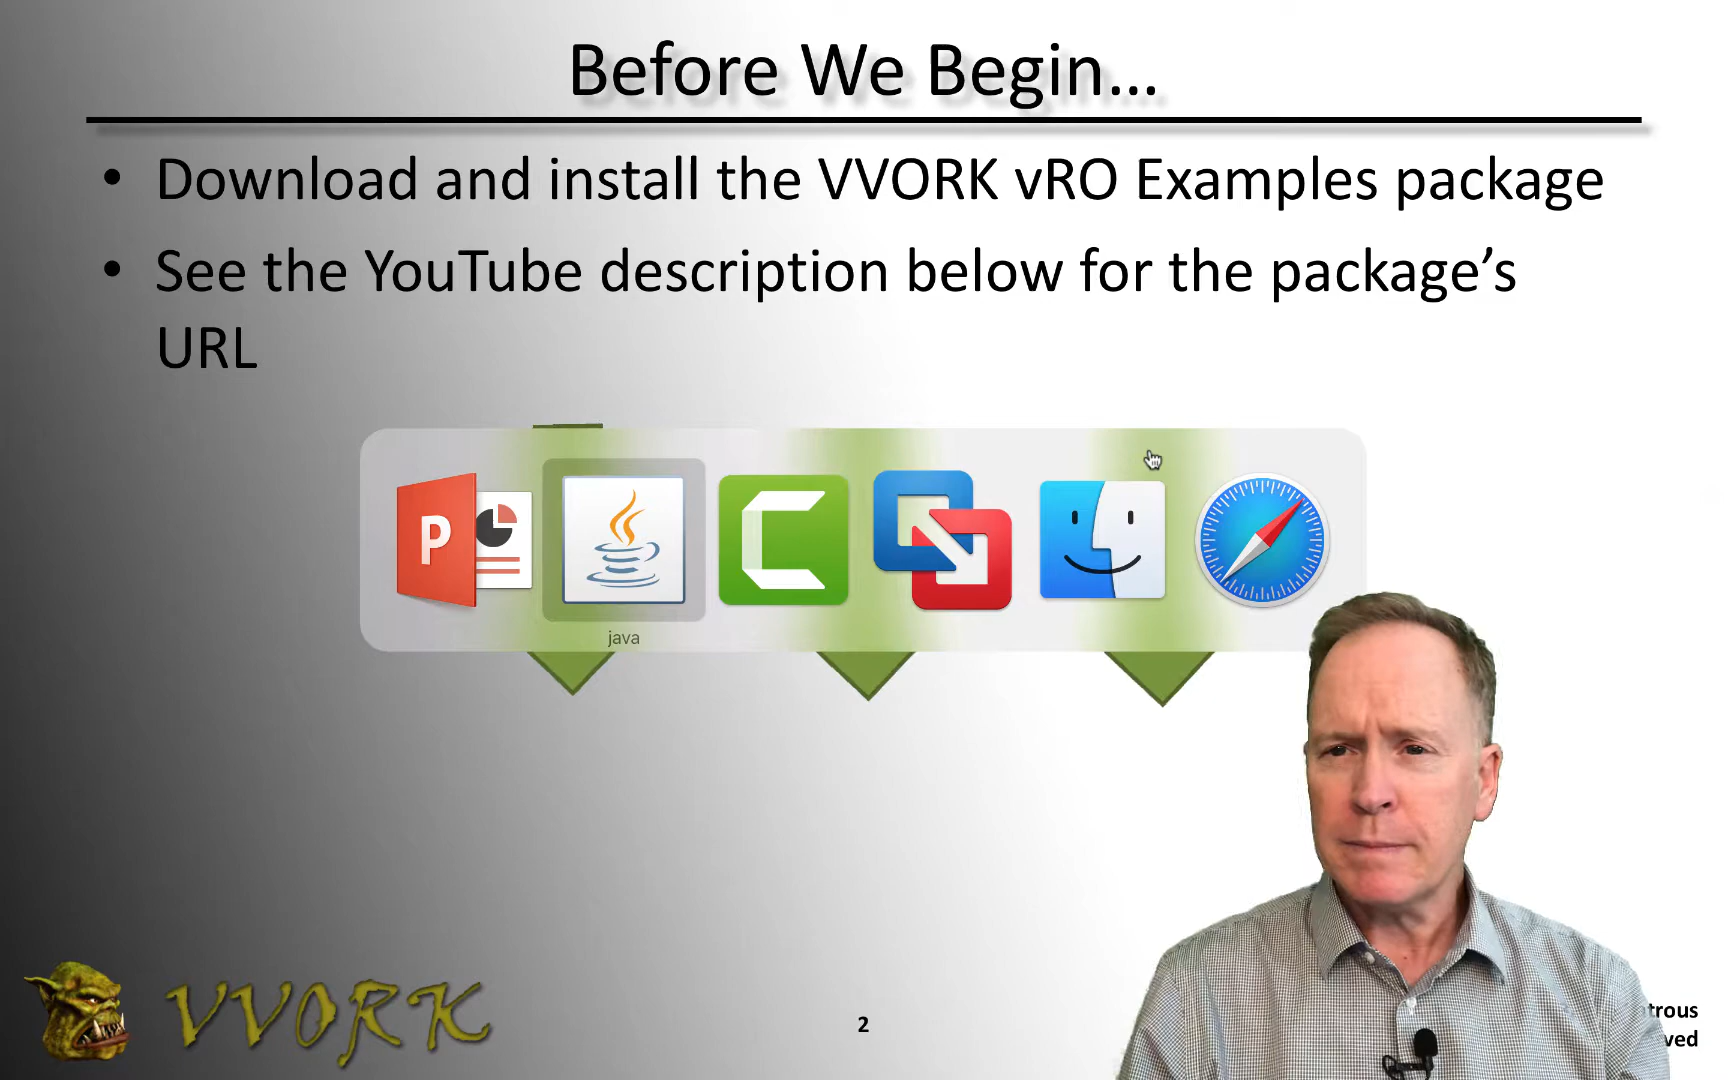 Before We Begin...
• Download and install the VVORK vRO Examples package
• See the YouTube description below for the package’s
URL
P
java
VVORK
2